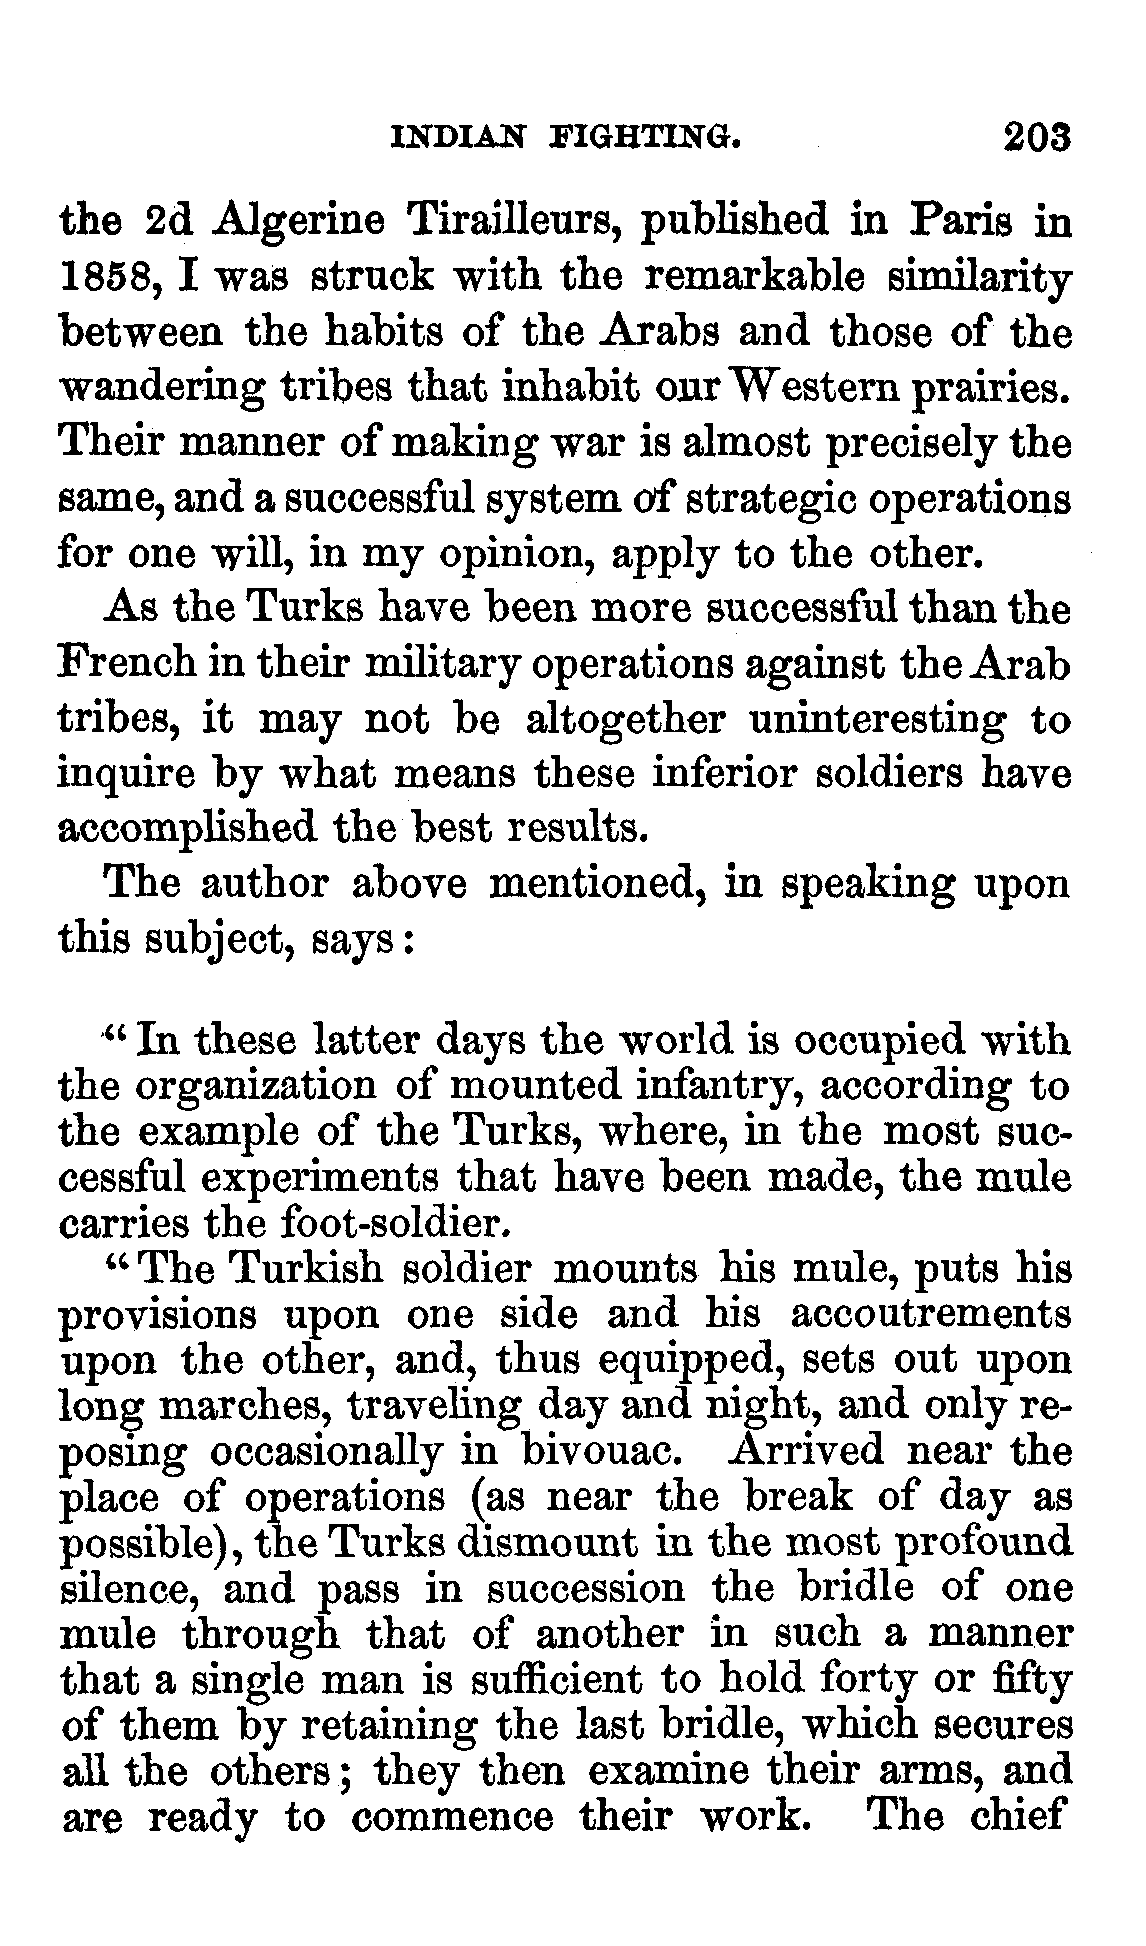 INDIAN FIGHTING. 203
the 2d Algerine Tirailleurs, published in Paris in
1858, I was struck with the remarkable similarity
between the habits of the Arabs and those of the
wandering tribes that inhabit our Western prairies.
Their manner of making war is almost precisely the
same, and a successful system of strategic operations
for one will, in my opinion, apply to the other.
As the Turks have been more successful than the
French in their military operations against the Arab
tribes, it may not be altogether uninteresting to
inquire by what means these inferior soldiers have
accomplished the best results.
The author above mentioned, in speaking upon
this subject, says:
“In these latter days the world is occupied with
the organization of mounted infantry, according to
the example of the Turks, where, in the most suc-
cessful experiments that have been made, the mule
carries the foot-soldier.
“The Turkish soldier mounts his mule, puts his
provisions upon one side and his accoutrements
upon the other, and, thus equipped, sets out upon
long marches, traveling day and night, and only re-
posing occasionally in bivouac. Arrived near the
place of operations (as near the break of day as
possible), the Turks dismount in the most profound
silence, and pass in succession the bridle of one
mule through that of another in such a manner
that a single man is sufficient to hold forty or fifty
of them by retaining the last bridle, which secures
all the others; they then examine their arms, and
are ready to commence their work. The chief